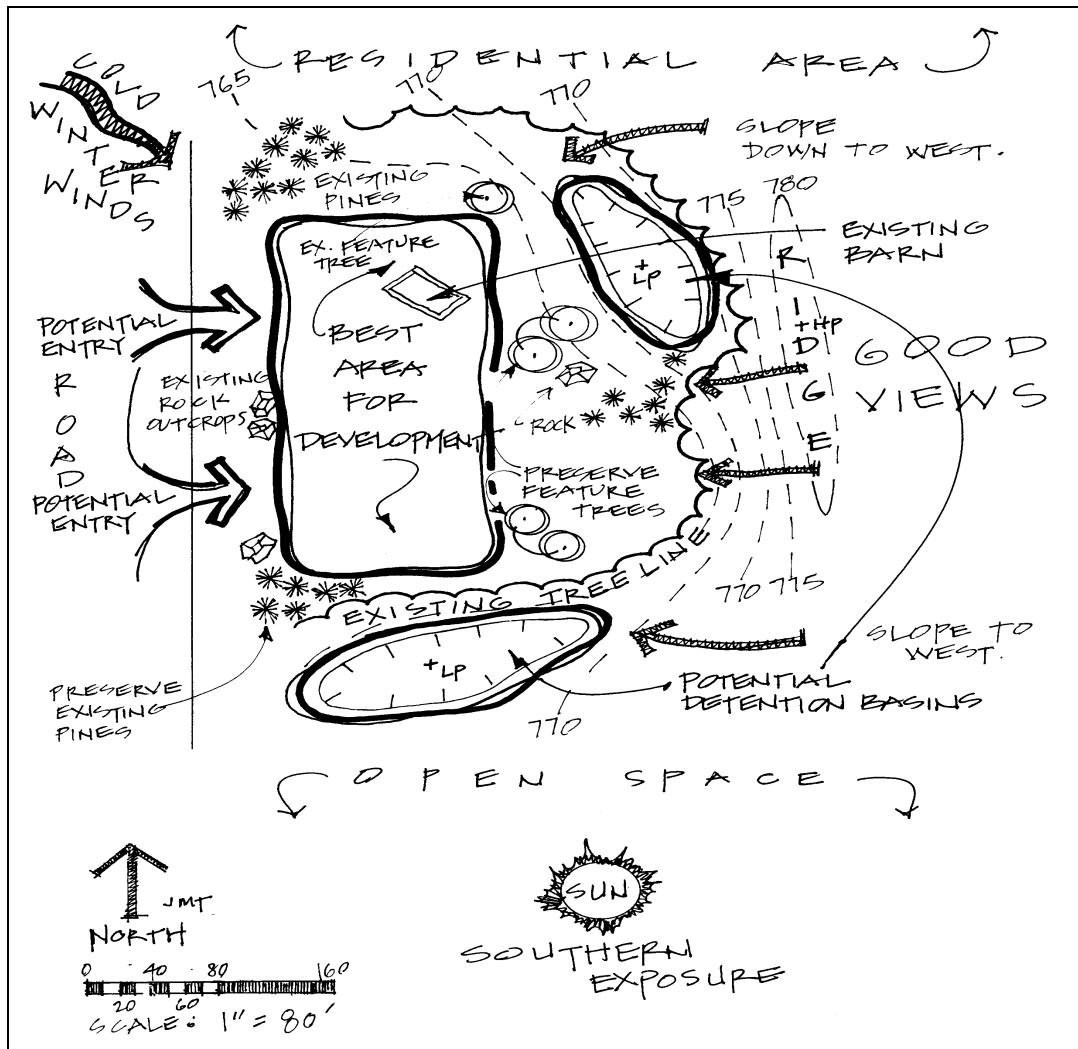 RESIDENTIAL AREA
COLD
WINTER
WINDS
765
770
770
SLOPE
DOWN TO WEST.
775
780
EXISTING
PINES
EX. FEATURE
TREE
EXISTING
BARN
+
LP
RIDGE
+HP
GOOD
VIEWS
POTENTIAL
ENTRY
ROAD
POTENTIAL
ENTRY
EXISTING
ROCK
OUTCROPS
BEST
AREA
FOR
DEVELOPMENT
ROCK
PRESERVE
FEATURE
TREES
EXISTING TREE LINE
770
775
SLOPE TO
WEST.
+LP
PRESERVE
EXISTING
PINES
770
POTENTIAL
DETENTION BASINS
OPEN SPACE
JMT
NORTH
0 40 80 160
20 60
SCALE: 1" = 80'
SUN
SOUTHERN
EXPOSURE